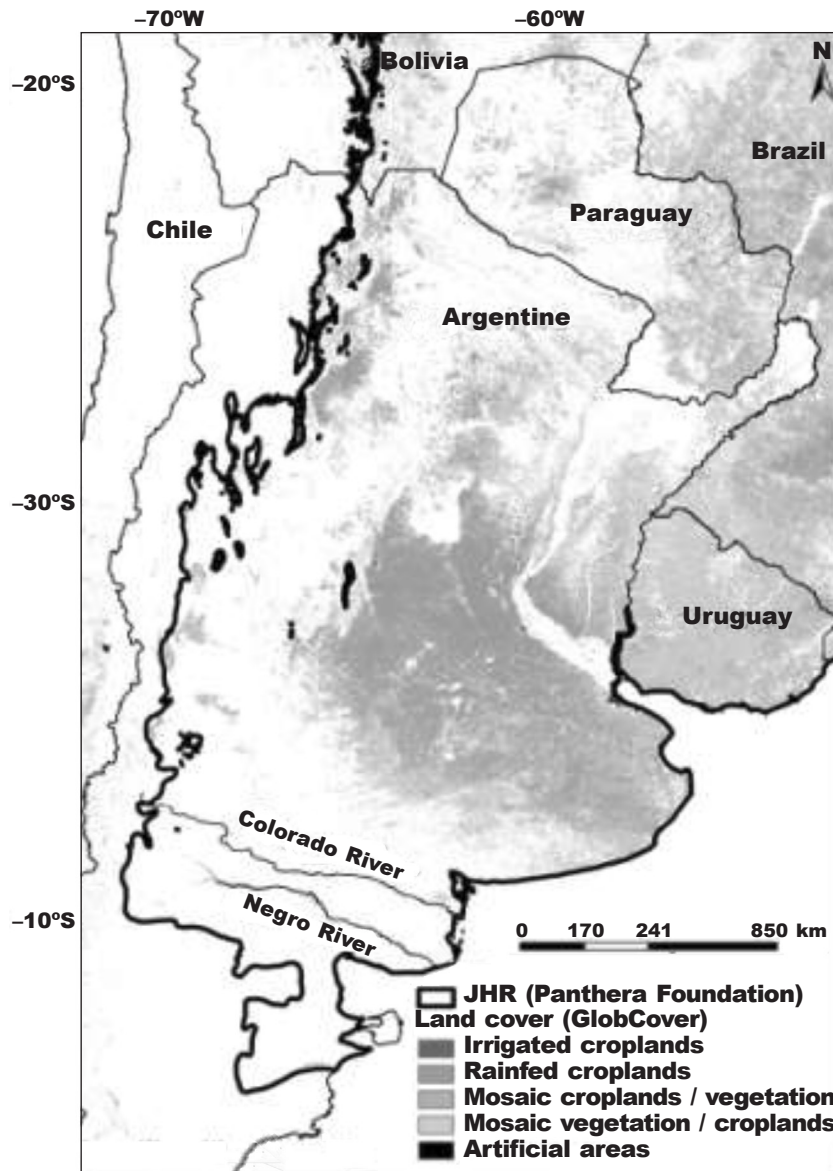 −70ºW −60ºW
Bolivia
N
−20ºS
Brazil
Paraguay
Chile
Argentine
−30ºS
Uruguay
Colorado River
Negro River
−10ºS
0 170 241 850 km
JHR (Panthera Foundation)
Land cover (GlobCover)
Irrigated croplands
Rainfed croplands
Mosaic croplands / vegetation
Mosaic vegetation / croplands
Artificial areas